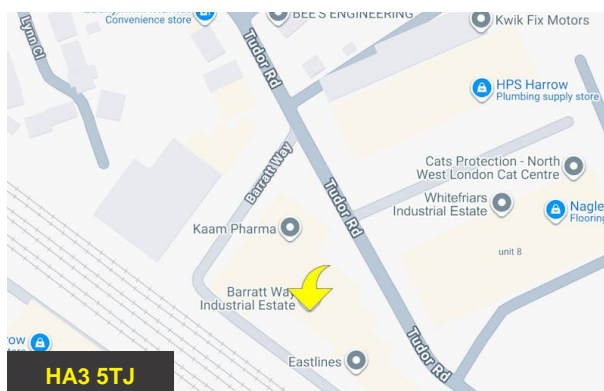 Convenience store
BEE'S ENGINEERING
Kwik Fix Motors
Lynn Cl
Tudor Rd
HPS Harrow
Plumbing supply store
Barratt Way
Cats Protection - North
West London Cat Centre
Tudor Rd
Whitefriars
Industrial Estate
Nagle
Flooring
Kaam Pharma
unit 8
Barratt Way
Industrial Estate
row
Eastlines
Tudor Rd
HA3 5TJ